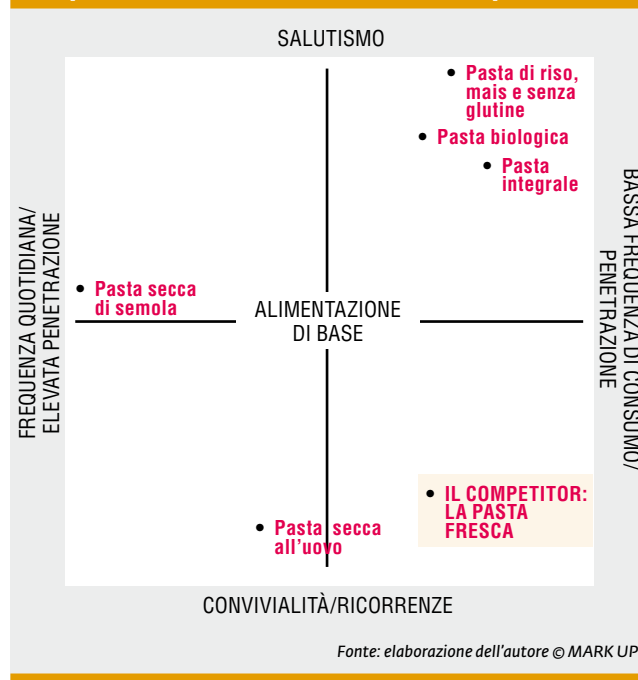 SALUTISMO
• Pasta di riso,
mais e senza
glutine
• Pasta biologica
• Pasta
integrale
FREQUENZA QUOTIDIANA/
ELEVATA PENETRAZIONE
• Pasta secca
di semola
ALIMENTAZIONE
DI BASE
BASSA FREQUENZA DI CONSUMO/
PENETRAZIONE
• IL COMPETITOR:
LA PASTA
FRESCA
• Pasta secca
all'uovo
CONVIVIALITÀ/RICORRENZE
Fonte: elaborazione dell'autore © MARK UP